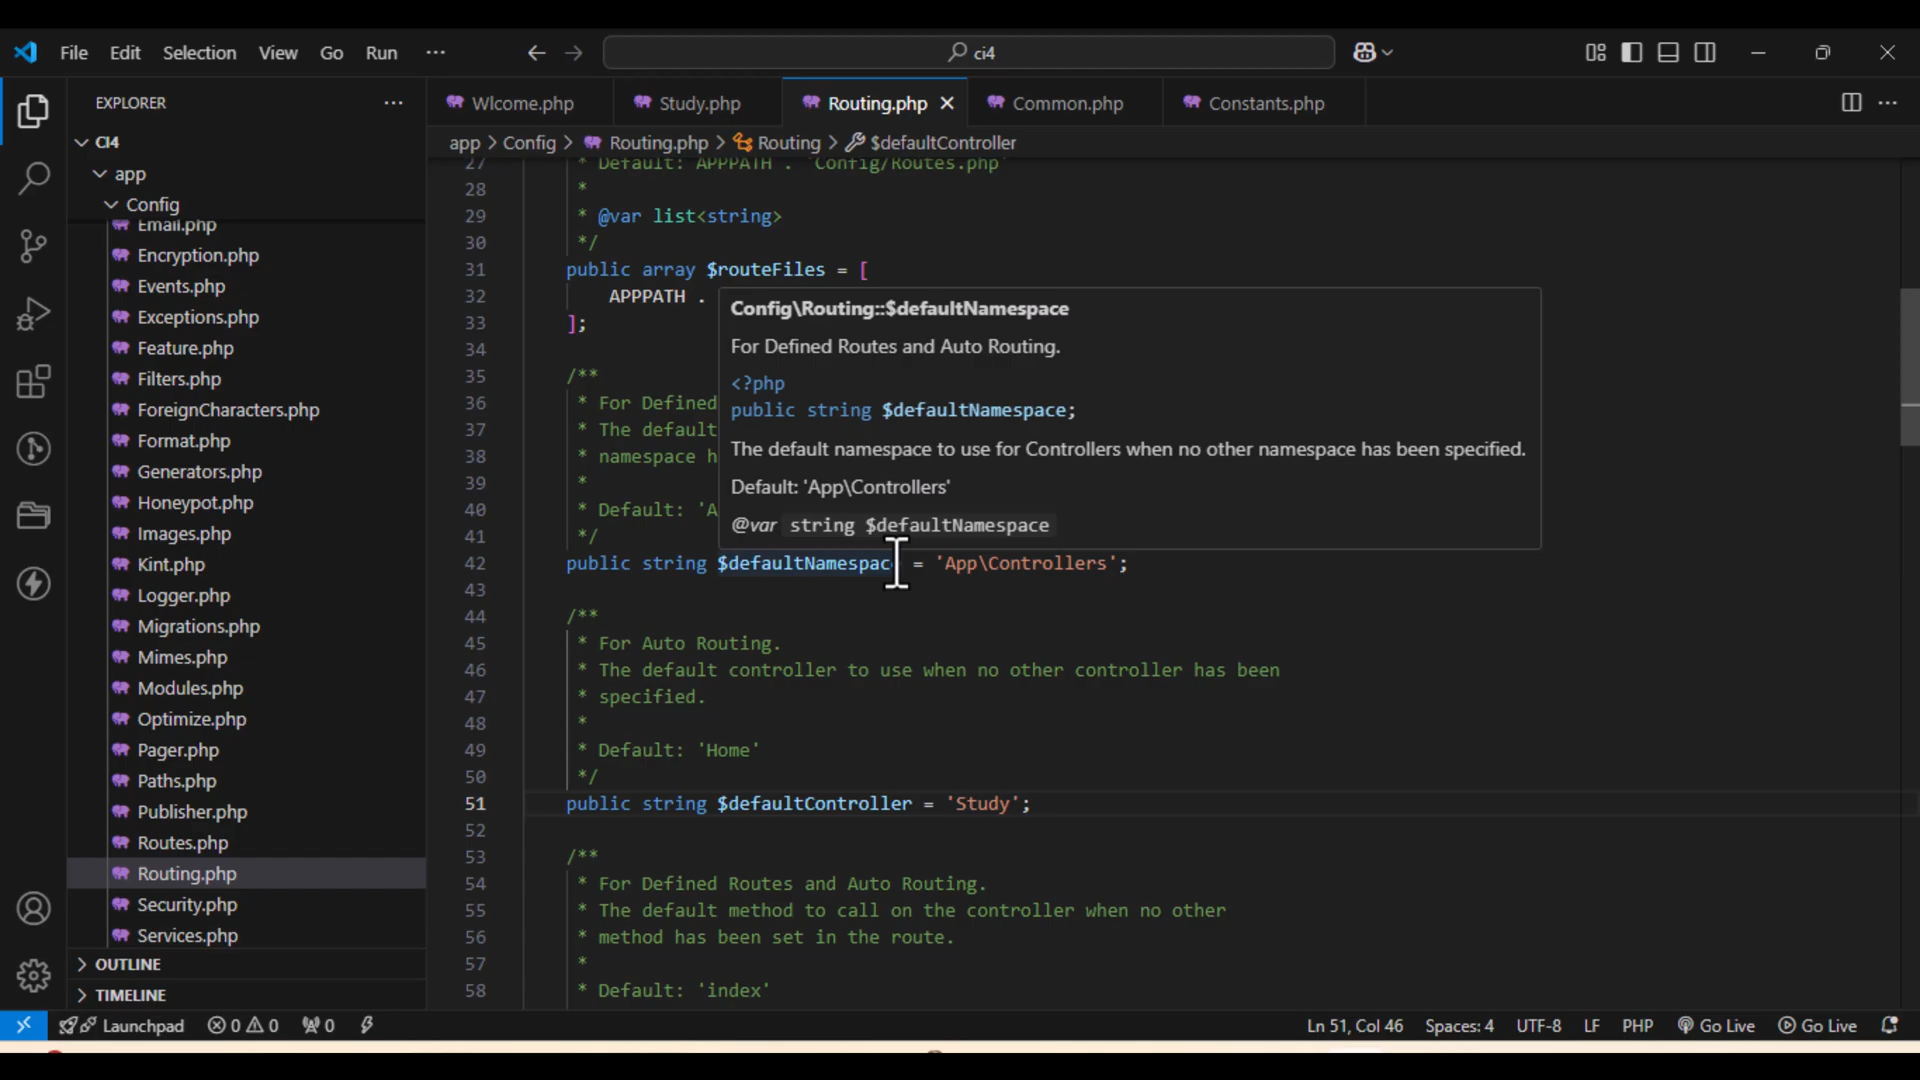 File Edit Selection View Go Run ···
ci4
EXPLORER ···
CI4
app
Config
Email.php
Encryption.php
Events.php
Exceptions.php
Feature.php
Filters.php
ForeignCharacters.php
Format.php
Generators.php
Honeypot.php
Images.php
Kint.php
Logger.php
Migrations.php
Mimes.php
Modules.php
Optimize.php
Pager.php
Paths.php
Publisher.php
Routes.php
Routing.php
Security.php
Services.php
OUTLINE
TIMELINE
Wlcome.php Study.php Routing.php Common.php Constants.php
app > Config > Routing.php > Routing > $defaultController
27 * Default: APPPATH . 'Config/Routes.php'
28 *
29 * @var list<string>
30 */
31 public array $routeFiles = [
32 APPPATH .
33 ];
34
35 /**
36 * For Defined
37 * The default
38 * namespace h
39 *
40 * Default: 'A
41 */
42 public string $defaultNamespace = 'App\Controllers';
43
44 /**
45 * For Auto Routing.
46 * The default controller to use when no other controller has been
47 * specified.
48 *
49 * Default: 'Home'
50 */
51 public string $defaultController = 'Study';
52
53 /**
54 * For Defined Routes and Auto Routing.
55 * The default method to call on the controller when no other
56 * method has been set in the route.
57 *
58 * Default: 'index'
Config\Routing::$defaultNamespace
For Defined Routes and Auto Routing.
<?php
public string $defaultNamespace;
The default namespace to use for Controllers when no other namespace has been specified.
Default: 'App\Controllers'
@var string $defaultNamespace
Launchpad 0 0 0 Ln 51, Col 46 Spaces: 4 UTF-8 LF PHP Go Live Go Live